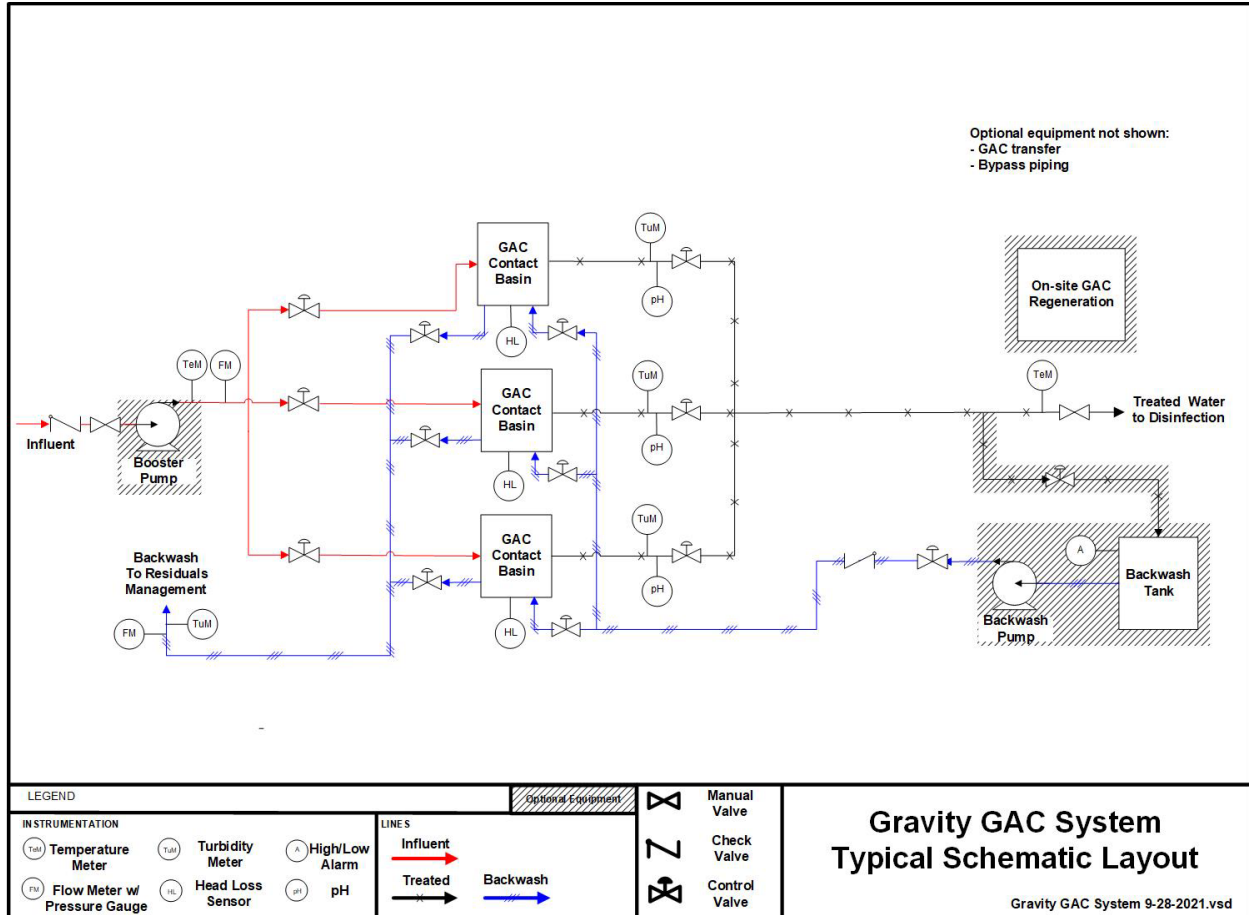 Optional equipment not shown:
- GAC transfer
- Bypass piping
GAC
Contact
Basin
TuM
pH
HL
On-site GAC
Regeneration
TeM
FM
GAC
Contact
Basin
TuM
pH
HL
TeM
Treated Water
to Disinfection
Influent
Booster
Pump
GAC
Contact
Basin
TuM
pH
HL
Backwash
To Residuals
Management
FM
TuM
A
Backwash
Tank
Backwash
Pump
-
LEGEND
Optional Equipment
INSTRUMENTATION
TeM Temperature
Meter
TuM Turbidity
Meter
A High/Low
Alarm
FM Flow Meter w/
Pressure Gauge
HL Head Loss
Sensor
pH pH
LINES
Influent
Treated
Backwash
Manual
Valve
Check
Valve
Control
Valve
Gravity GAC System
Typical Schematic Layout
Gravity GAC System 9-28-2021.vsd